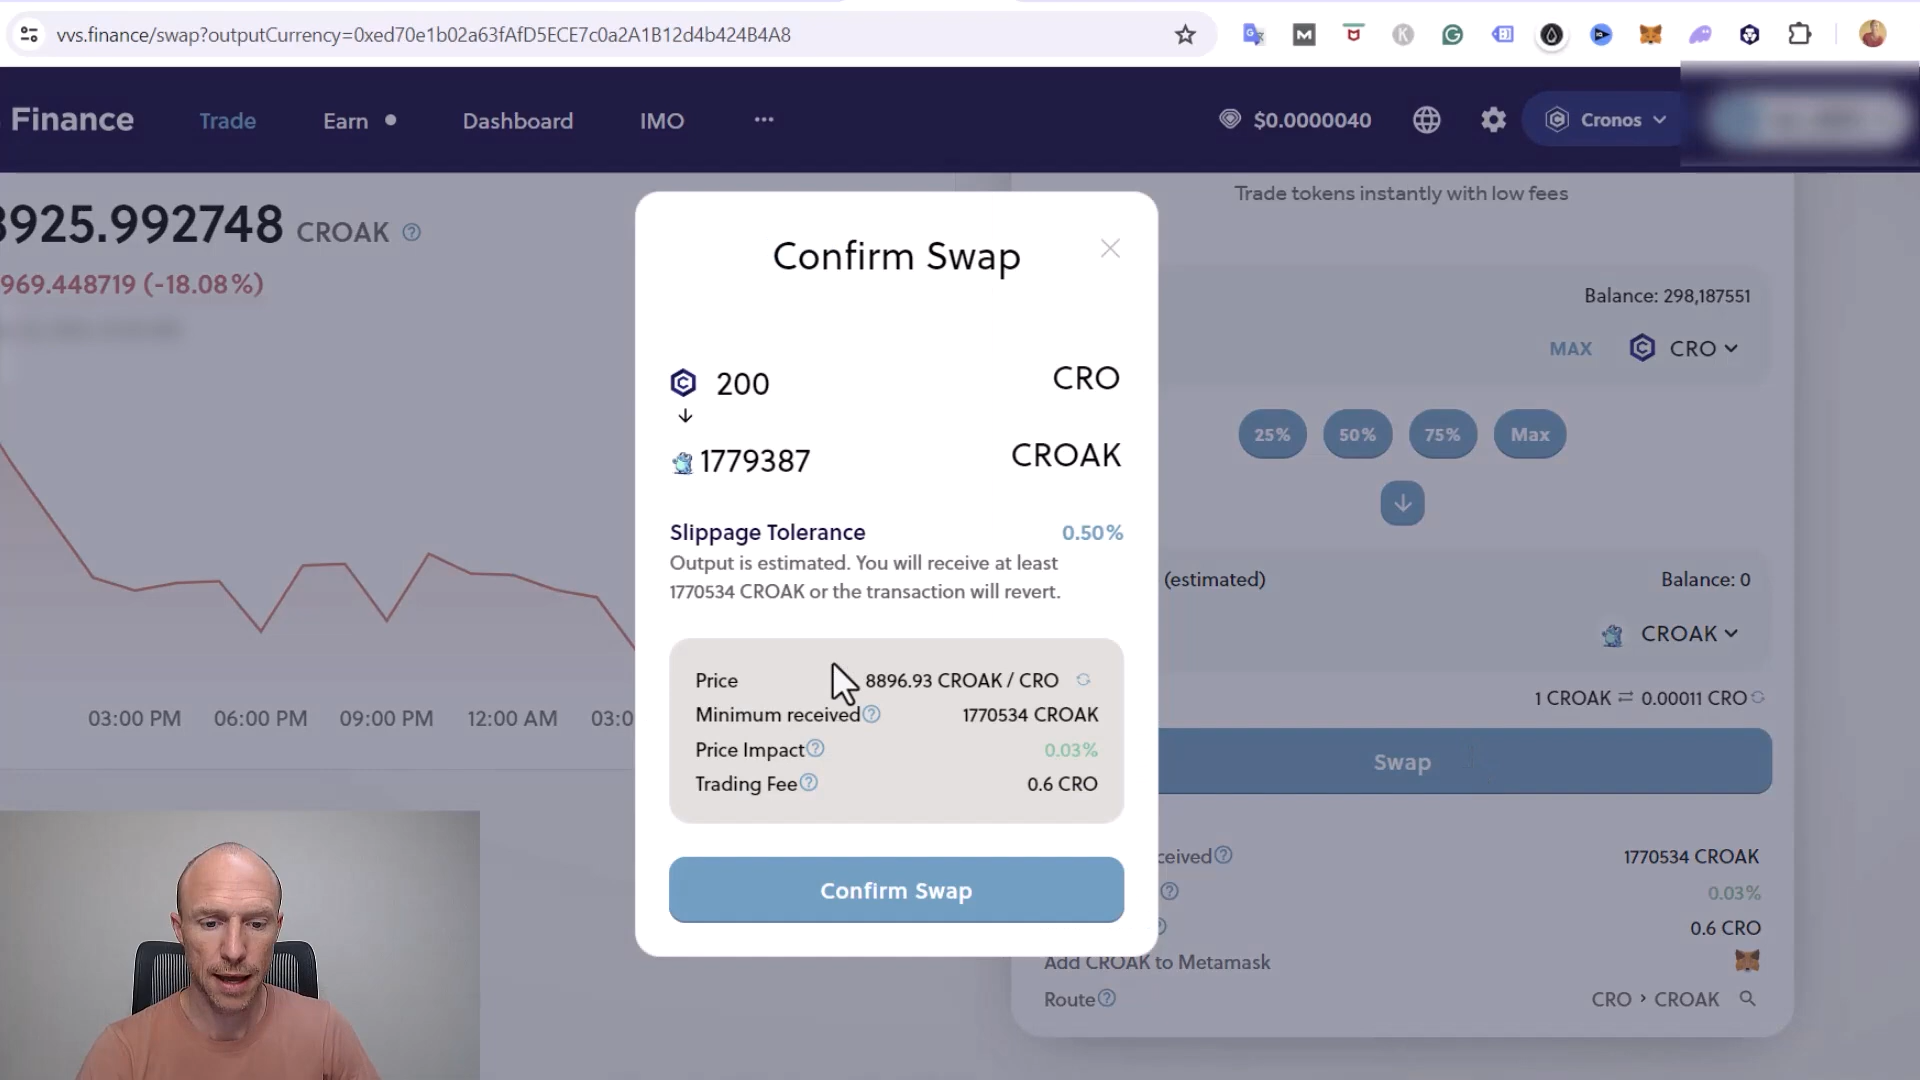 vvs.finance/swap?outputCurrency=0xed70e1b02a63fAfD5ECE7c0a2A1B12d4b424B4A8
Finance
Trade
Earn
Dashboard
IMO
...
$0.0000040
Cronos
8925.992748 CROAK
969.448719 (-18.08%)
03:00 PM
06:00 PM
09:00 PM
12:00 AM
03:0
Confirm Swap
200
CRO
1779387
CROAK
Slippage Tolerance
0.50%
Output is estimated. You will receive at least
1770534 CROAK or the transaction will revert.
Price
8896.93 CROAK / CRO
Minimum received
1770534 CROAK
Price Impact
0.03%
Trading Fee
0.6 CRO
Confirm Swap
Trade tokens instantly with low fees
Balance: 298,187551
MAX
CRO
25%
50%
75%
Max
(estimated)
Balance: 0
CROAK
1 CROAK ⇌ 0.00011 CRO
Swap
ceived
1770534 CROAK
0.03%
0.6 CRO
Add CROAK to Metamask
Route
CRO > CROAK